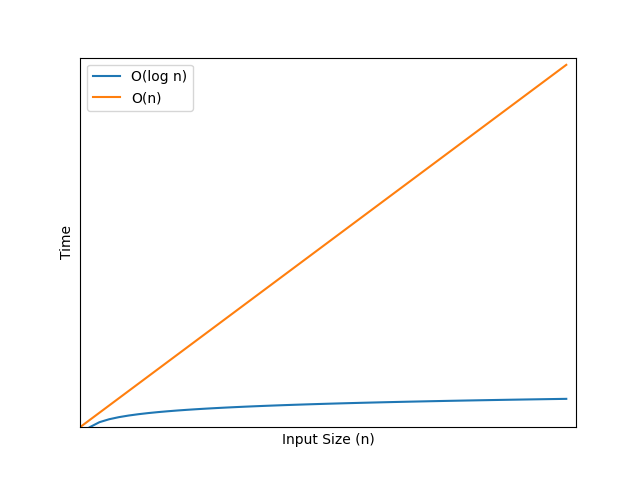 O(log n)
O(n)
Time
Input Size (n)